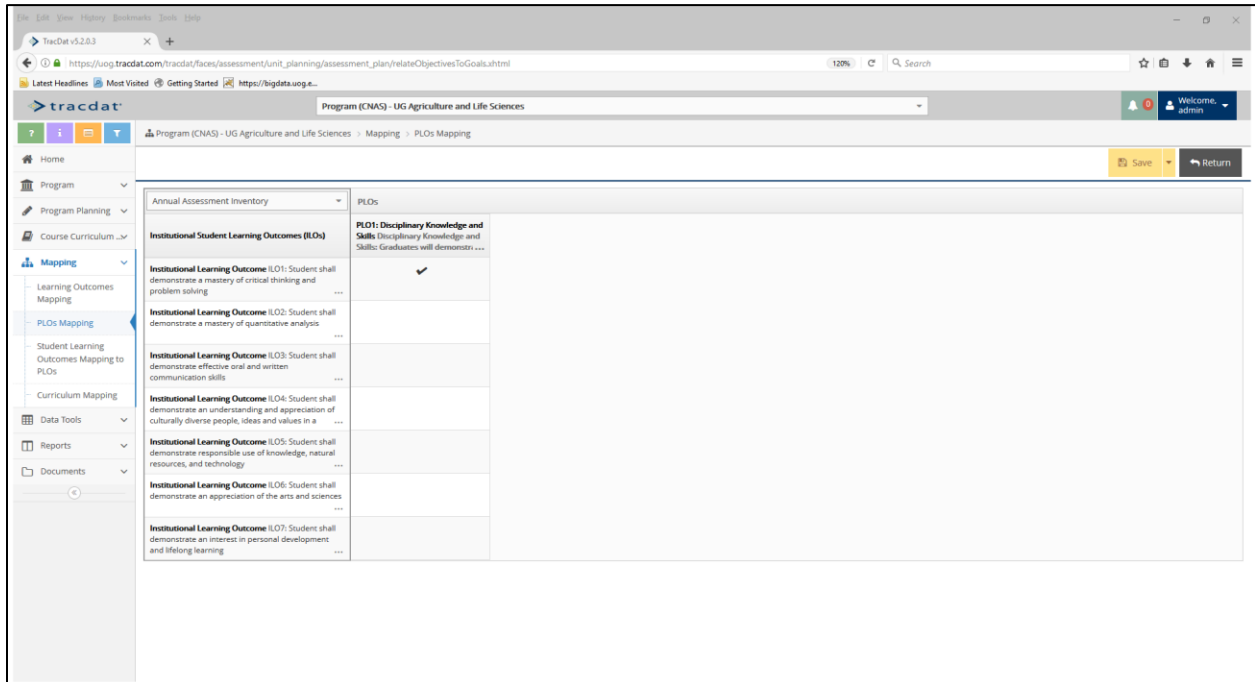 File Edit View History Bookmarks Tools Help
TracDat v5.2.0.3
https://uog.tracdat.com/tracdat/faces/assessment/unit_planning/assessment_plan/relateObjectivesToGoals.xhtml
120%
Search
Latest Headlines Most Visited Getting Started https://bigdata.uog.e...
tracdat
Program (CNAS) - UG Agriculture and Life Sciences
0
Welcome,
admin
? i T
Program (CNAS) - UG Agriculture and Life Sciences > Mapping > PLOs Mapping
Home
Save
Return
Program
Program Planning
Course Curriculum ...
Mapping
Learning Outcomes
Mapping
PLOs Mapping
Student Learning
Outcomes Mapping to
PLOs
Curriculum Mapping
Data Tools
Reports
Documents
Annual Assessment Inventory
PLOs
Institutional Student Learning Outcomes (ILOs)
PLO1: Disciplinary Knowledge and
Skills Disciplinary Knowledge and
Skills: Graduates will demonstr ...
Institutional Learning Outcome ILO1: Student shall
demonstrate a mastery of critical thinking and
problem solving ...
Institutional Learning Outcome ILO2: Student shall
demonstrate a mastery of quantitative analysis
...
Institutional Learning Outcome ILO3: Student shall
demonstrate effective oral and written
communication skills ...
Institutional Learning Outcome ILO4: Student shall
demonstrate an understanding and appreciation of
culturally diverse people, ideas and values in a ...
Institutional Learning Outcome ILO5: Student shall
demonstrate responsible use of knowledge, natural
resources, and technology ...
Institutional Learning Outcome ILO6: Student shall
demonstrate an appreciation of the arts and sciences
...
Institutional Learning Outcome ILO7: Student shall
demonstrate an interest in personal development
and lifelong learning ...